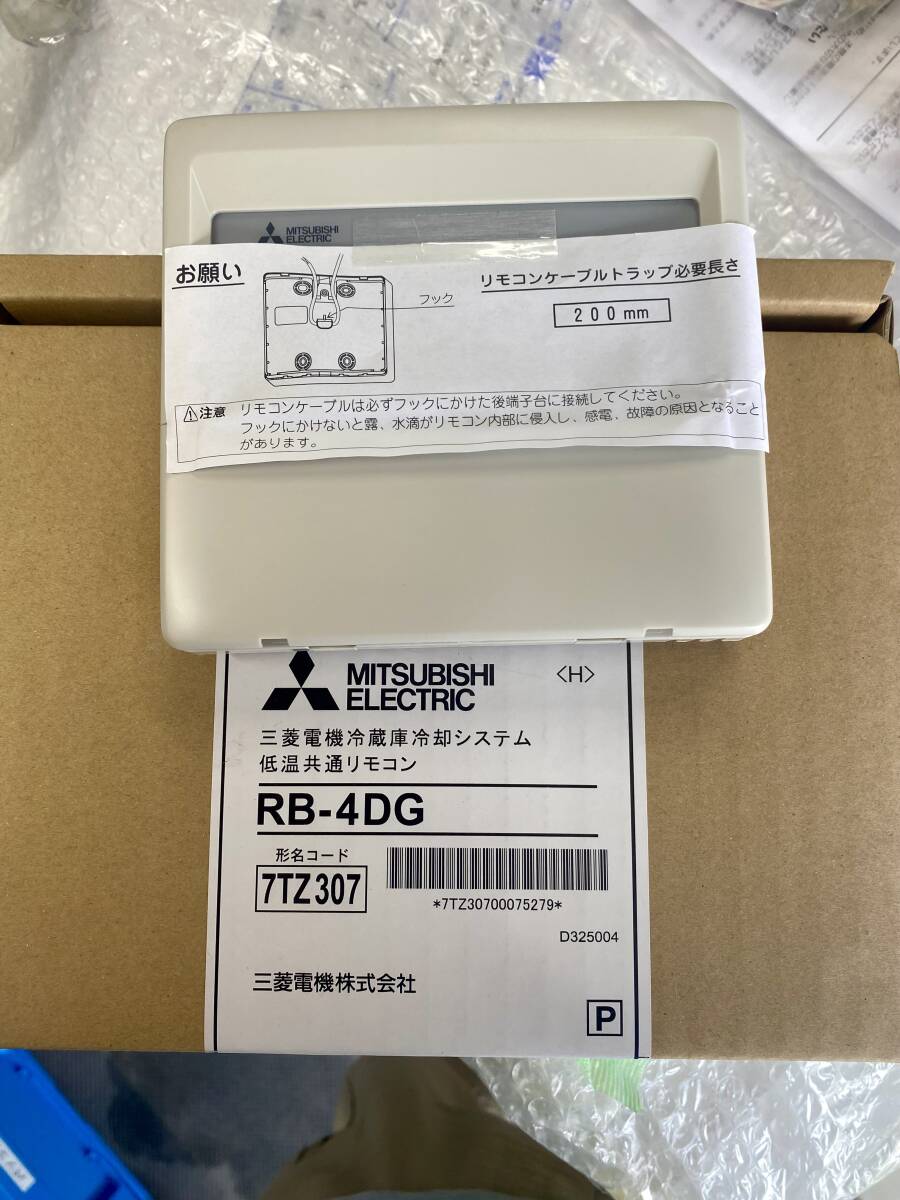 MITSUBISHI
ELECTRIC
お願い
フック
リモコンケーブルトラップ必要長さ
200mm
注意
リモコンケーブルは必ずフックにかけた後端子台に接続してください。
フックにかけないと露、水滴がリモコン内部に侵入し、感電、故障の原因となること
があります。
MITSUBISHI
ELECTRIC
<H>
三菱電機冷蔵庫冷却システム
低温共通リモコン
RB-4DG
形名コード
7TZ307
*7TZ30700075279*
D325004
三菱電機株式会社
P